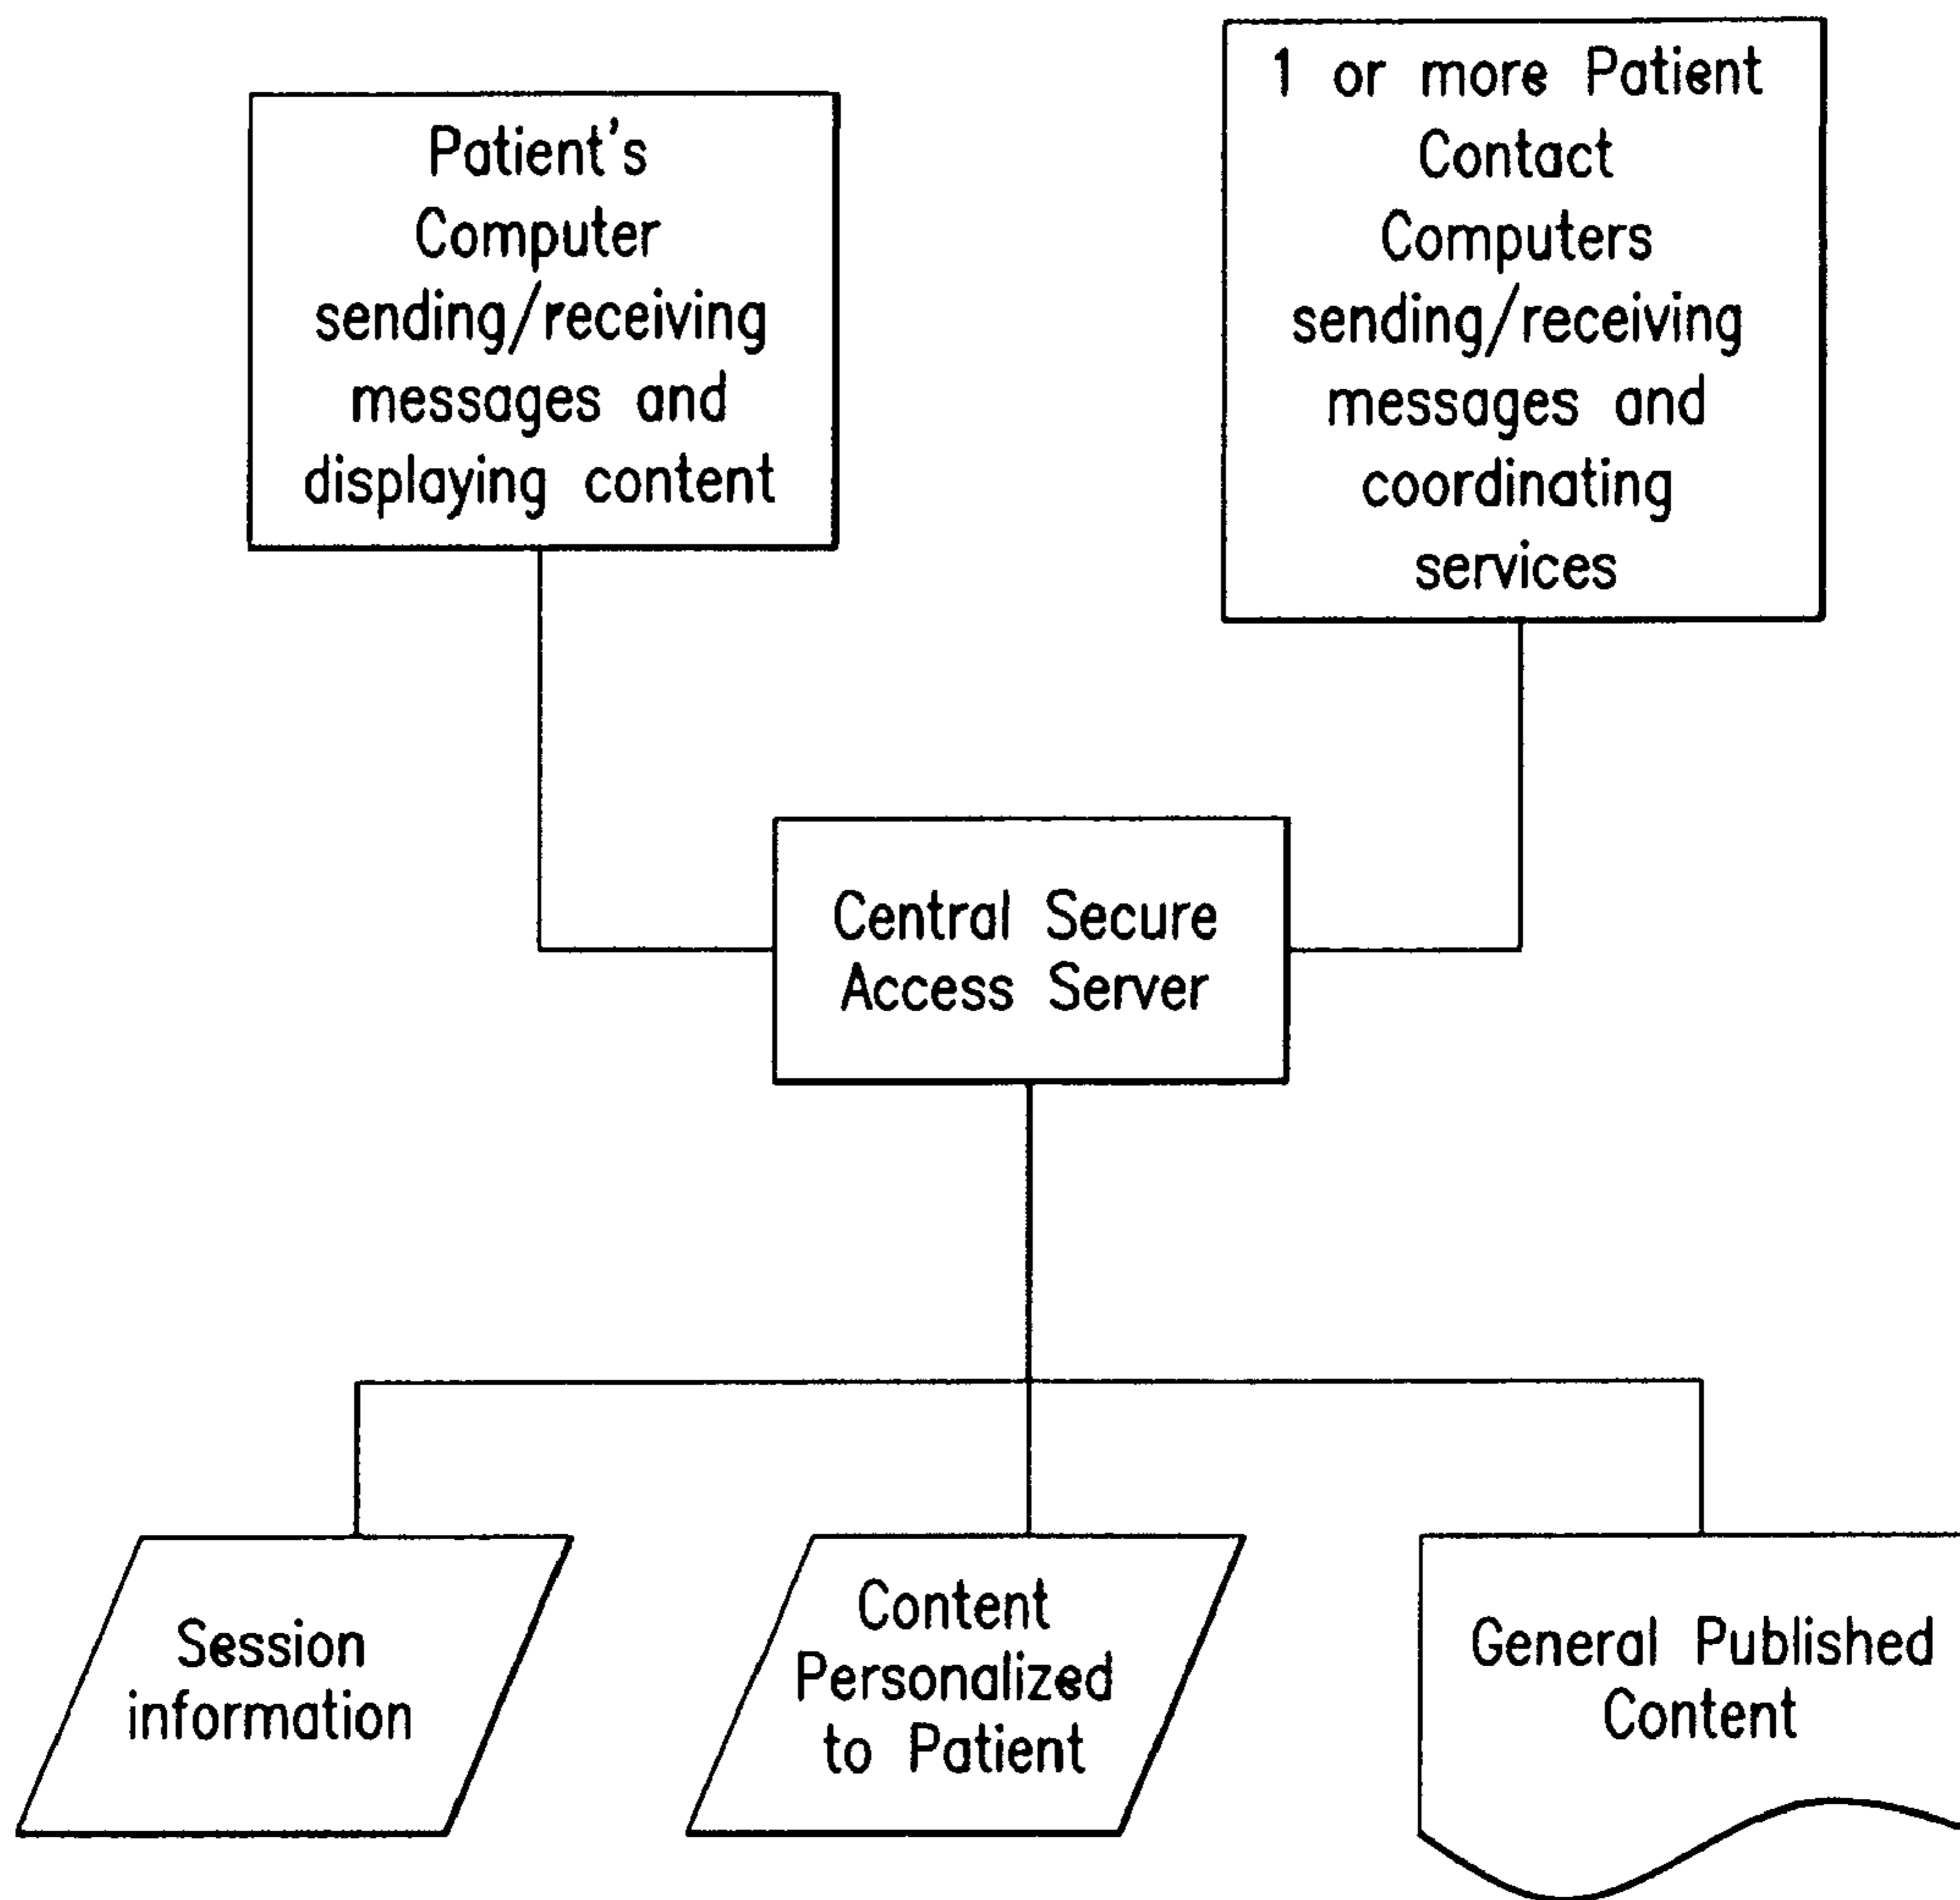 Patient's
Computer
sending/receiving
messages and
displaying content
1 or more Patient
Contact
Computers
sending/receiving
messages and
coordinating
services
Central Secure
Access Server
Session
information
Content
Personalized
to Patient
General Published
Content